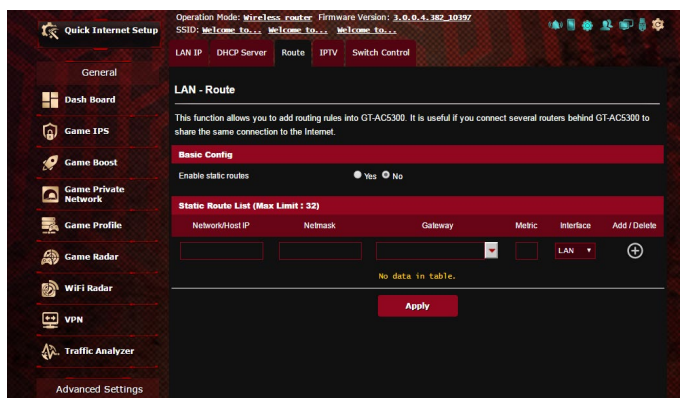 Operation Mode: Wireless router Firmware Version: 3.0.0.4.382_10397
SSID: Welcome to... Welcome to... Welcome to...
Quick Internet Setup
LAN IP DHCP Server Route IPTV Switch Control
General
Dash Board
Game IPS
Game Boost
Game Private
Network
Game Profile
Game Radar
WiFi Radar
VPN
Traffic Analyzer
Advanced Settings
LAN - Route
This function allows you to add routing rules into GT-AC5300. It is useful if you connect several routers behind GT-AC5300 to
share the same connection to the Internet.
Basic Config
Enable static routes Yes No
Static Route List (Max Limit : 32)
Network/Host IP Netmask Gateway Metric Interface Add / Delete
LAN
No data in table.
Apply